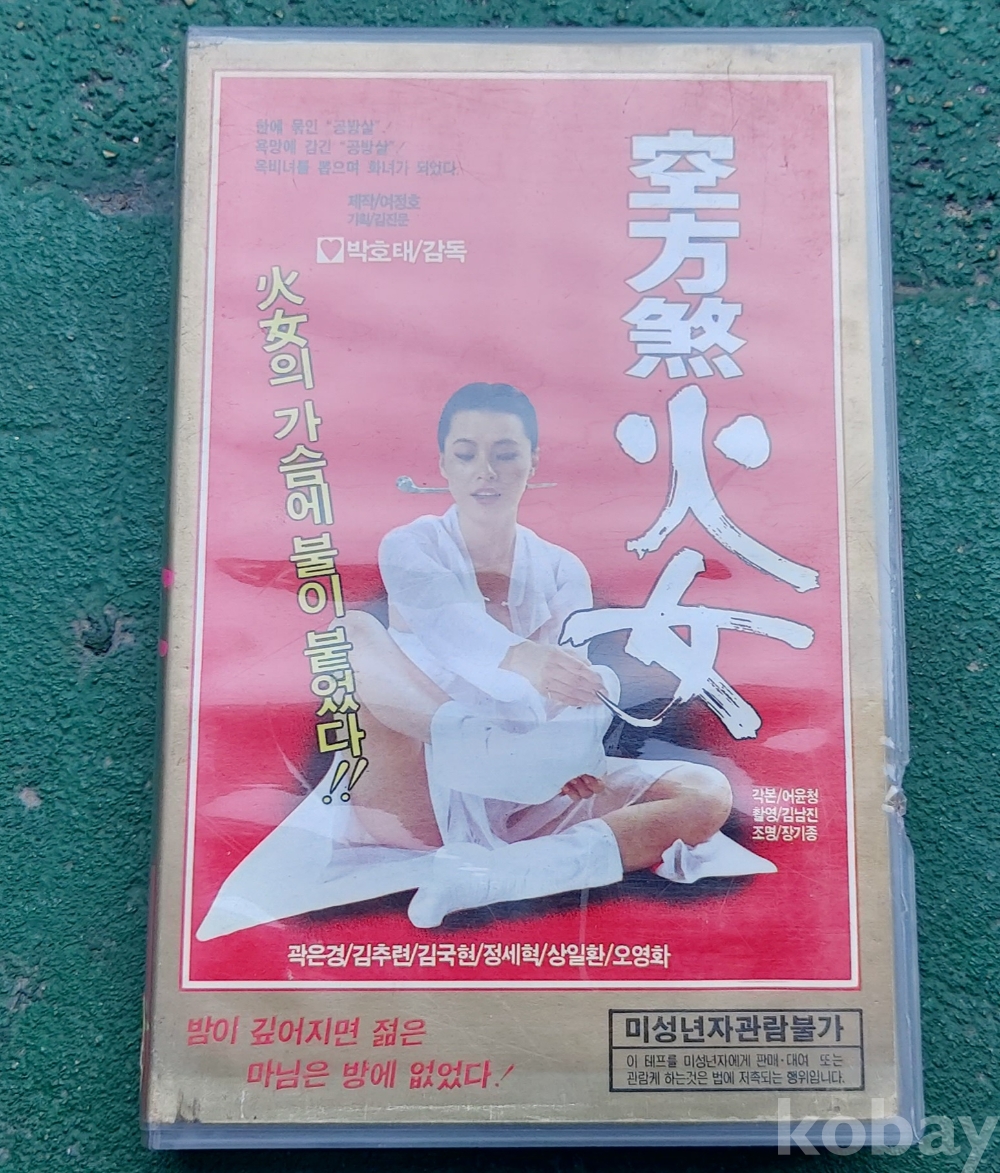 한에 묶인 "공방살"!
욕망에 감긴 "공방살"!
옥비녀를 뽑으며 화녀가 되었다.
제작/여정호
기획/김진문
박호태/감독
空方煞
火女
火女의 가슴에 불이 붙었다!!
각본/어윤청
촬영/김남진
조명/장기종
곽은경/김추련/김국현/정세혁/상일환/오영화
밤이 깊어지면 젊은
마님은 방에 없었다!
미성년자관람불가
이 테프를 미성년자에게 판매·대여 또는
관람케 하는것은 법에 저촉되는 행위입니다.
kobay